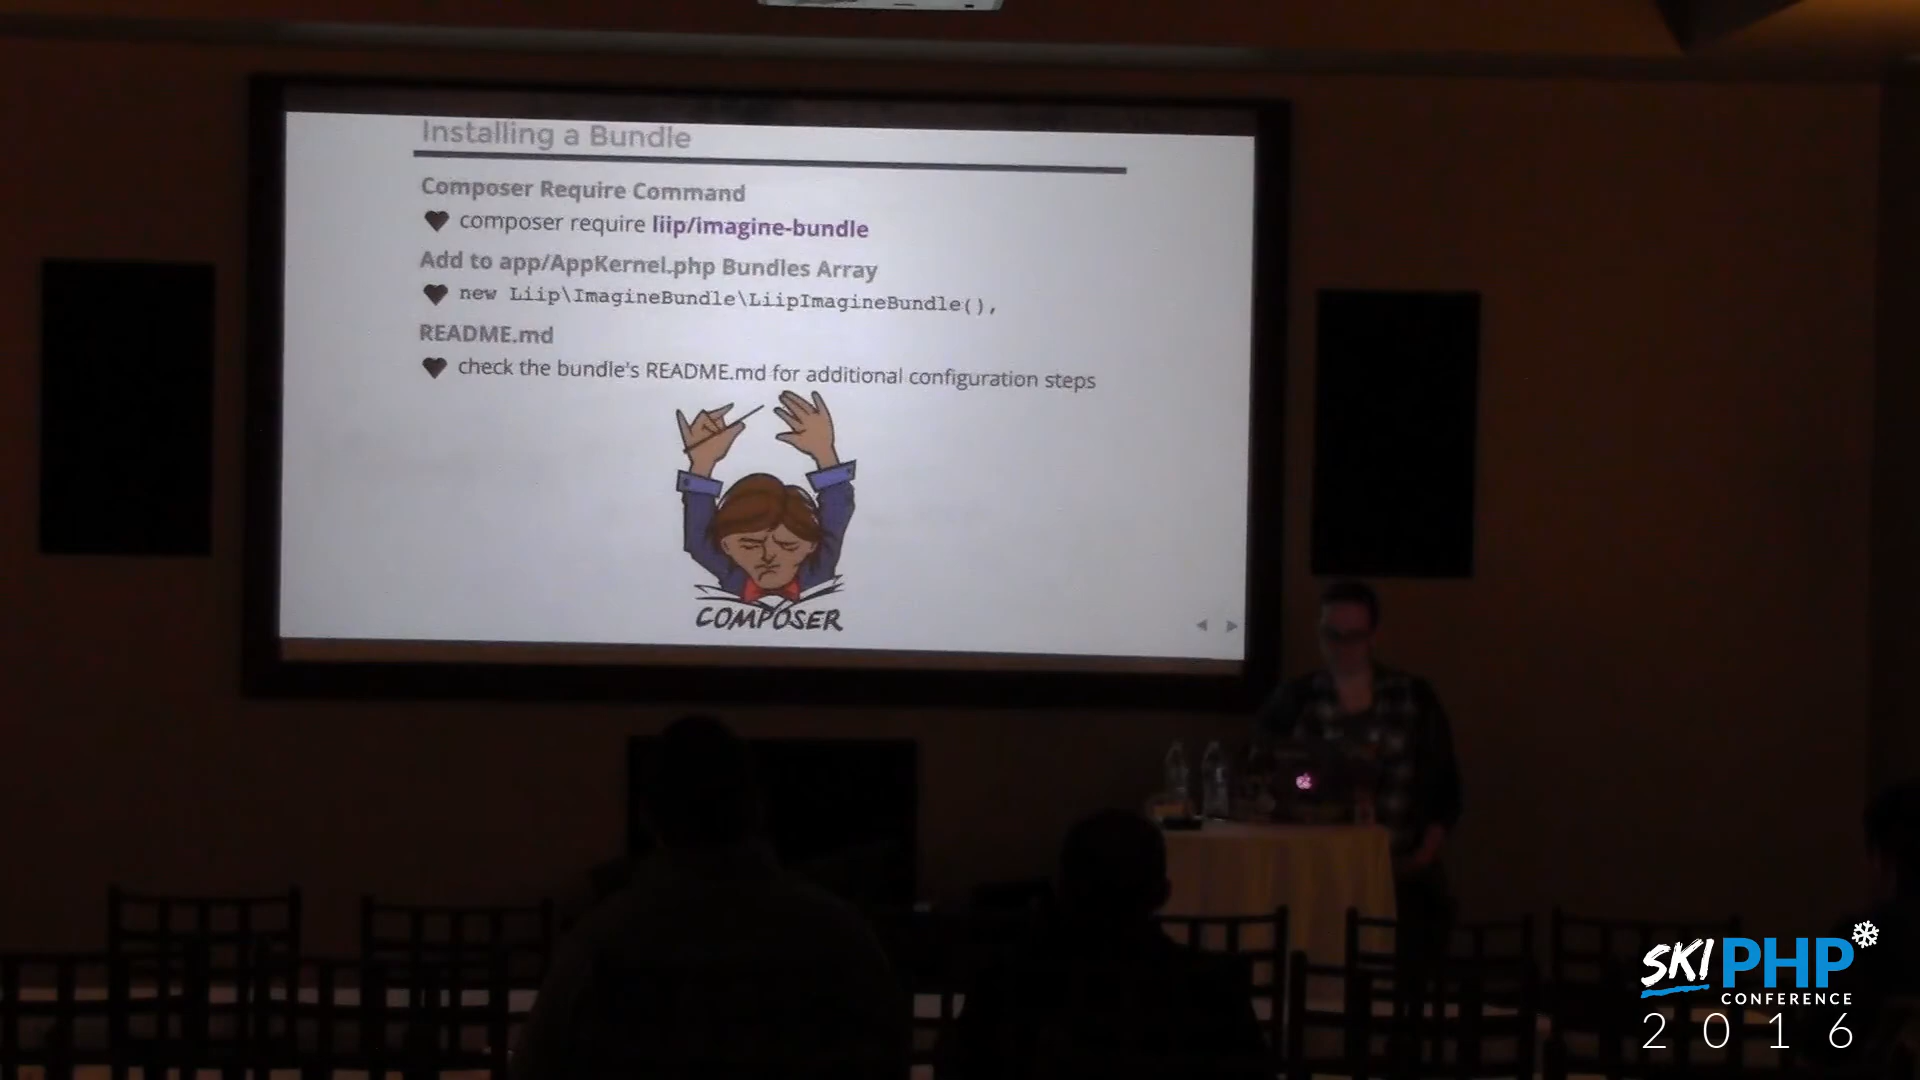 Installing a Bundle
Composer Require Command
composer require liip/imagine-bundle
Add to app/AppKernel.php Bundles Array
new Liip\ImagineBundle\LiipImagineBundle(),
README.md
check the bundle's README.md for additional configuration steps
COMPOSER
SKI PHP
CONFERENCE
2016